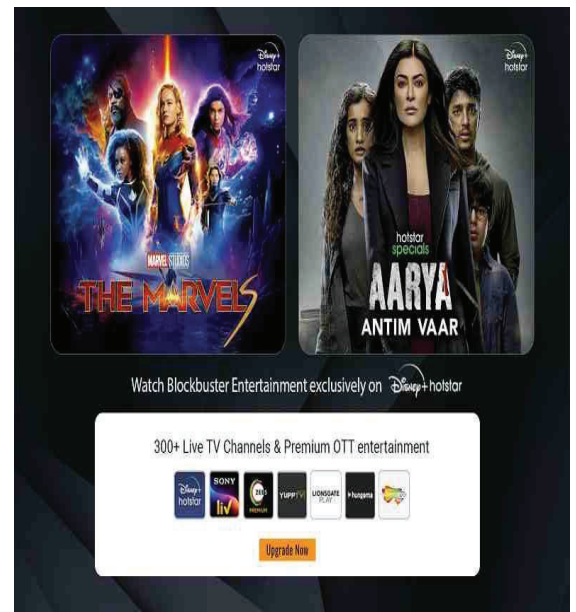 Disney+
hotstar
Disney+
hotstar
MARVEL STUDIOS
THE MARVELS
hotstar
specials
AARYA
ANTIM VAAR
Watch Blockbuster Entertainment exclusively on Disney+ hotstar
300+ Live TV Channels & Premium OTT entertainment
Disney+
hotstar
SONY
liv
ZEE5
PREMIUM
YUPPTV
LIONSGATE
PLAY
hungama
Upgrade Now